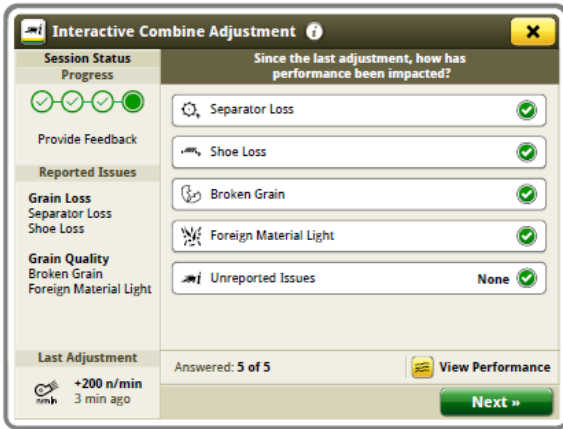 Interactive Combine Adjustment
Session Status
Progress
Provide Feedback
Reported Issues
Grain Loss
Separator Loss
Shoe Loss
Grain Quality
Broken Grain
Foreign Material Light
Last Adjustment
+200 n/min
3 min ago
Since the last adjustment, how has
performance been impacted?
Separator Loss
Shoe Loss
Broken Grain
Foreign Material Light
Unreported Issues None
Answered: 5 of 5
View Performance
Next »